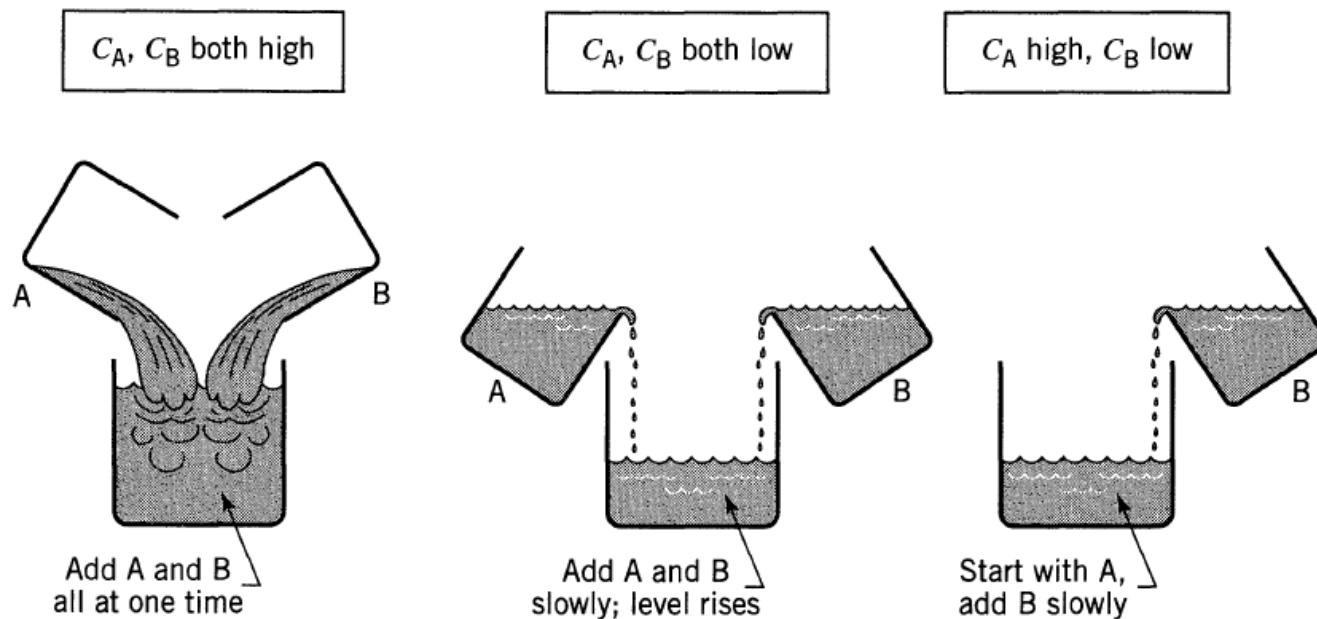 C_A, C_B both high
C_A, C_B both low
C_A high, C_B low
A
B
A
B
B
Add A and B
all at one time
Add A and B
slowly; level rises
Start with A,
add B slowly